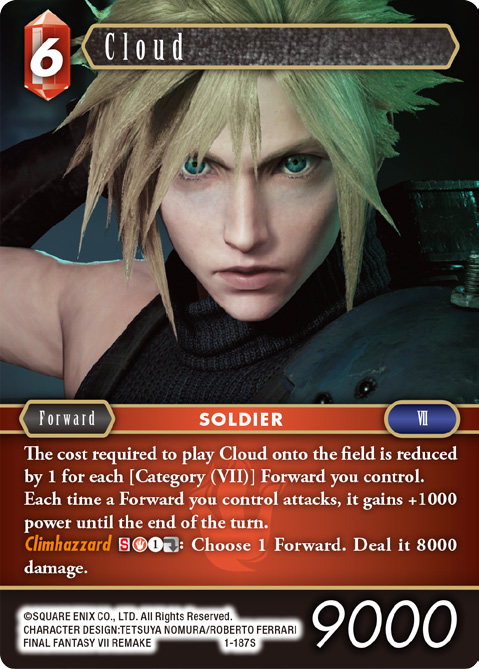 6
Cloud
Forward
SOLDIER
VII
The cost required to play Cloud onto the field is reduced
by 1 for each [Category (VII)] Forward you control.
Each time a Forward you control attacks, it gains +1000
power until the end of the turn.
Climhazzard S 1 : Choose 1 Forward. Deal it 8000
damage.
©SQUARE ENIX CO., LTD. All Rights Reserved.
CHARACTER DESIGN:TETSUYA NOMURA/ROBERTO FERRARI
FINAL FANTASY VII REMAKE 1-187S
9000